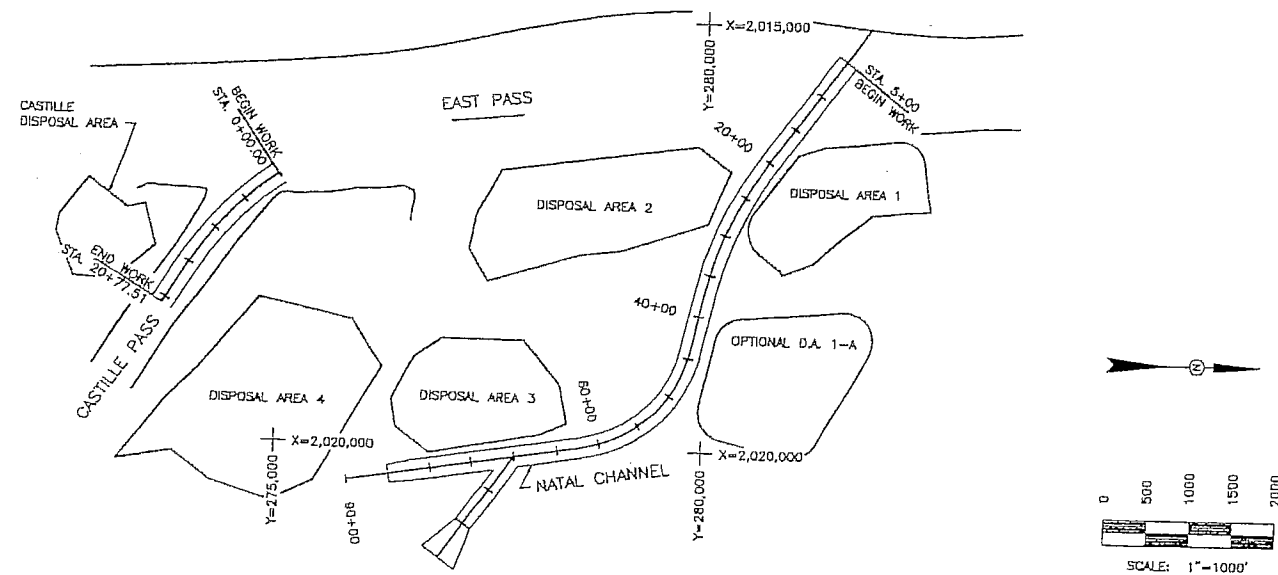 X=2,015,000
Y=280,000
CASTILLE
DISPOSAL AREA
BEGIN WORK
STA. 0+00.00
EAST PASS
STA. 5+00
BEGIN WORK
20+00
DISPOSAL AREA 1
DISPOSAL AREA 2
END WORK
STA. 20+77.51
40+00
OPTIONAL D.A. 1-A
CASTILLE PASS
DISPOSAL AREA 4
DISPOSAL AREA 3
60+00
X=2,020,000
X=2,020,000
NATAL CHANNEL
Y=275,000
Y=280,000
90+00
N
0 500 1000 1500 2000
SCALE: 1"=1000'